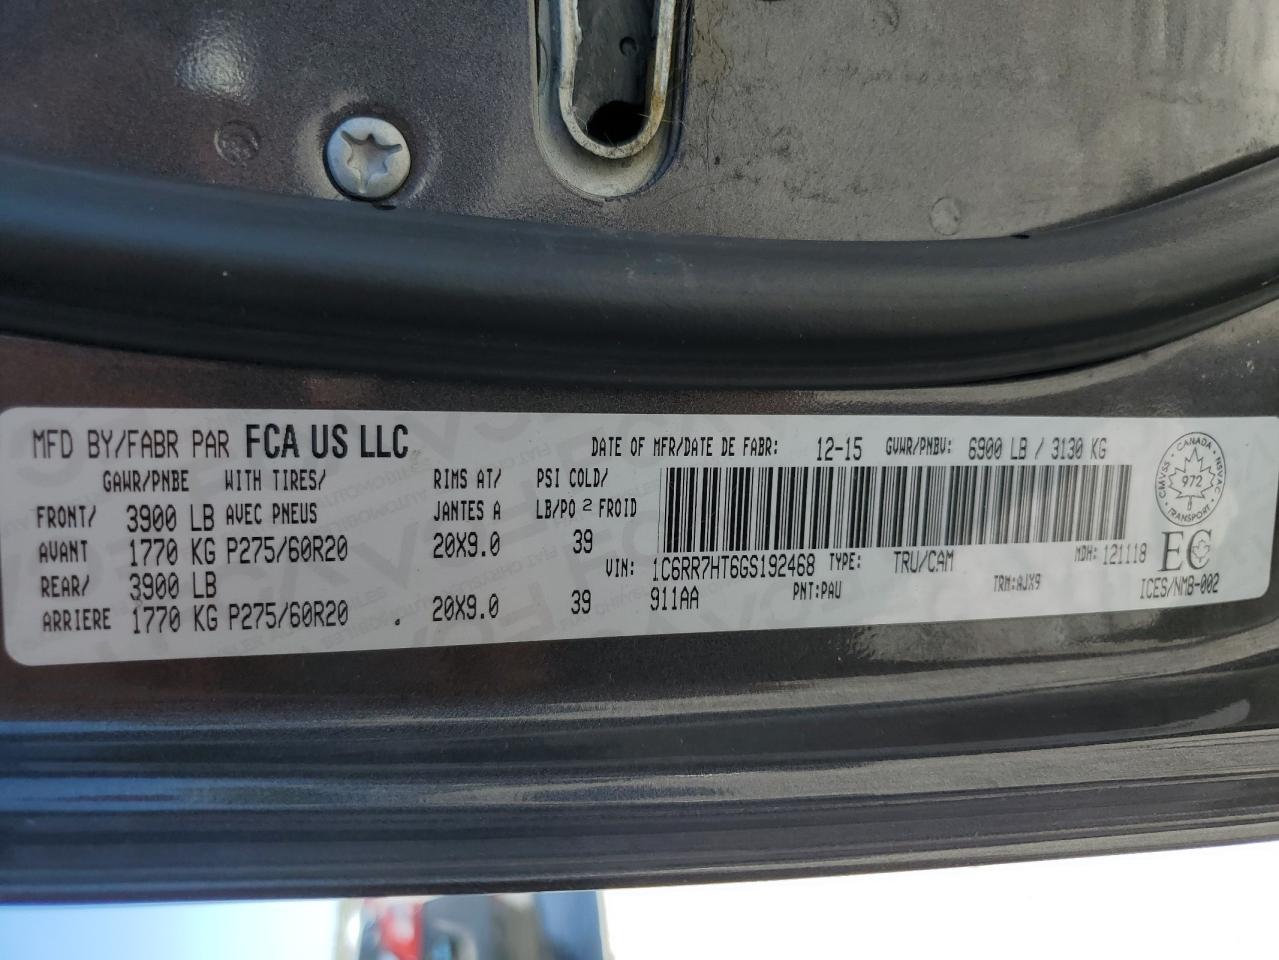 MFD BY/FABR PAR FCA US LLC DATE OF MFR/DATE DE FABR: 12-15 GVWR/PNBV: 6900 LB / 3130 KG
GAWR/PNBE WITH TIRES/ RIMS AT/ PSI COLD/
FRONT/ 3900 LB AVEC PNEUS JANTES A LB/PO 2 FROID
AVANT 1770 KG P275/60R20 20X9.0 39
REAR/ 3900 LB
ARRIERE 1770 KG P275/60R20 20X9.0 39
VIN: 1C6RR7HT6GS192468 TYPE: TRU/CAM MDH: 121118
911AA PNT:PAU TRM:AJX9
CANADA
CMVSS NSVAC
972
TRANSPORT
EC
ICES/NMB-002